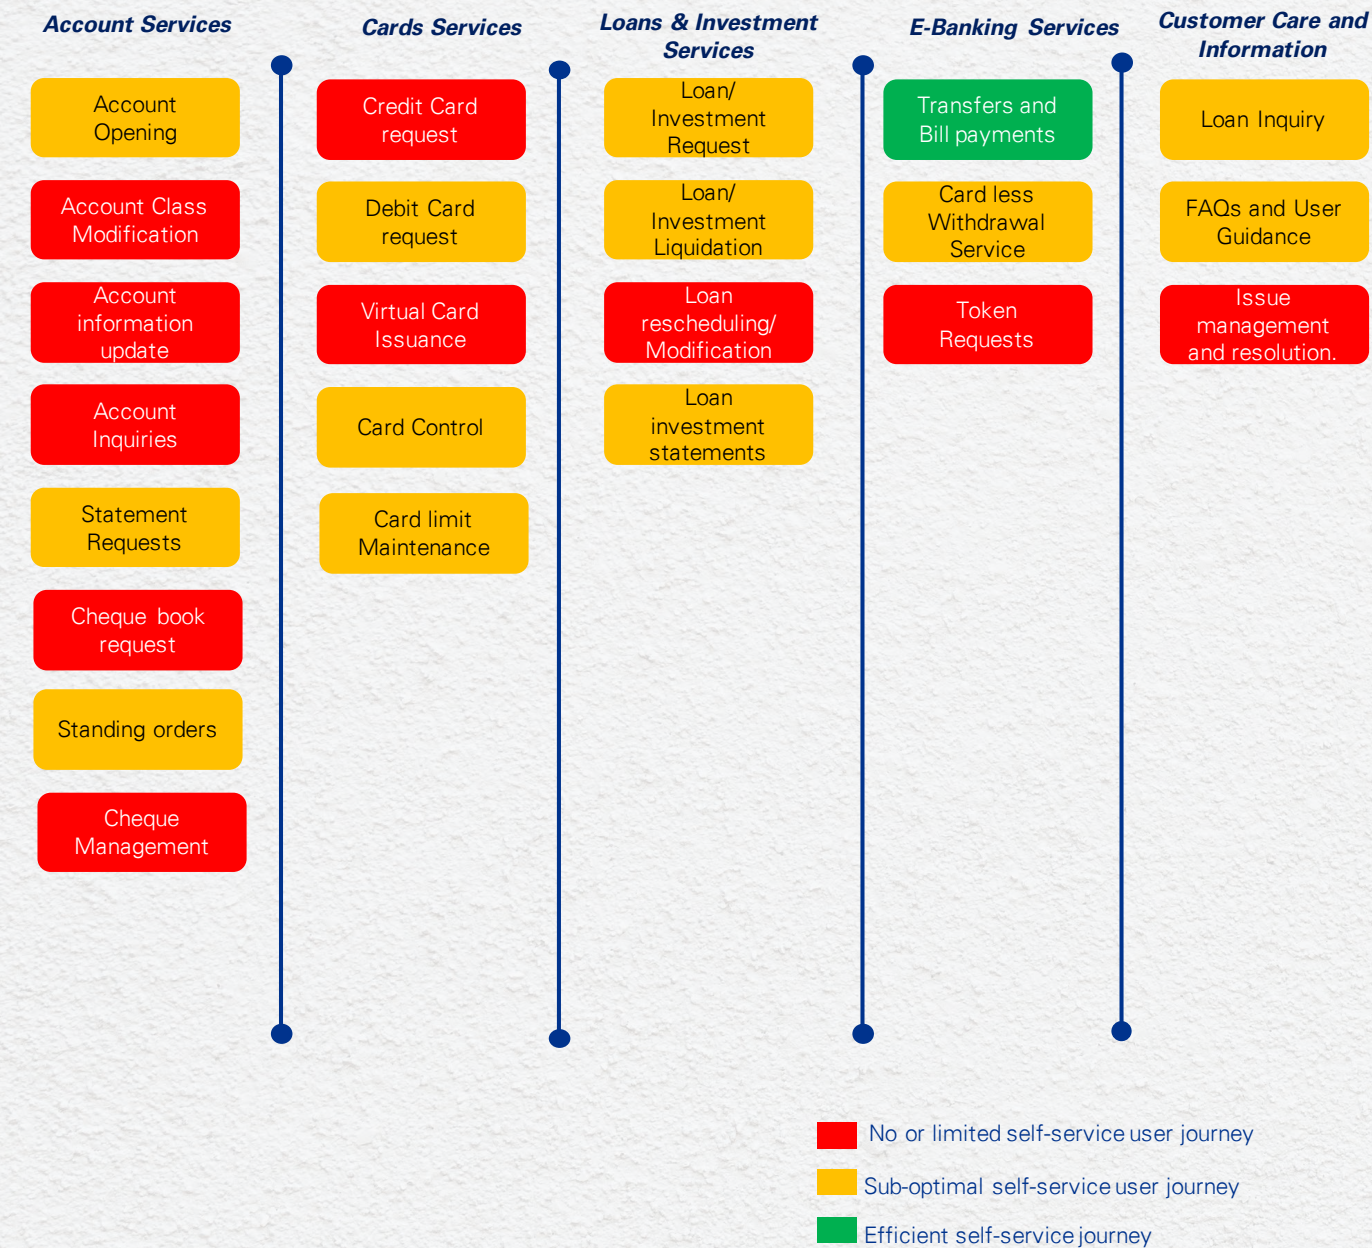 Account Services
Account
Opening
Account Class
Modification
Account
information
update
Account
Inquiries
Statement
Requests
Cheque book
request
Standing orders
Cheque
Management
Cards Services
Credit Card
request
Debit Card
request
Virtual Card
Issuance
Card Control
Card limit
Maintenance
Loans & Investment
Services
Loan/
Investment
Request
Loan/
Investment
Liquidation
Loan
rescheduling/
Modification
Loan
investment
statements
E-Banking Services
Transfers and
Bill payments
Card less
Withdrawal
Service
Token
Requests
Customer Care and
Information
Loan Inquiry
FAQs and User
Guidance
Issue
management
and resolution.
No or limited self-service user journey
Sub-optimal self-service user journey
Efficient self-service journey